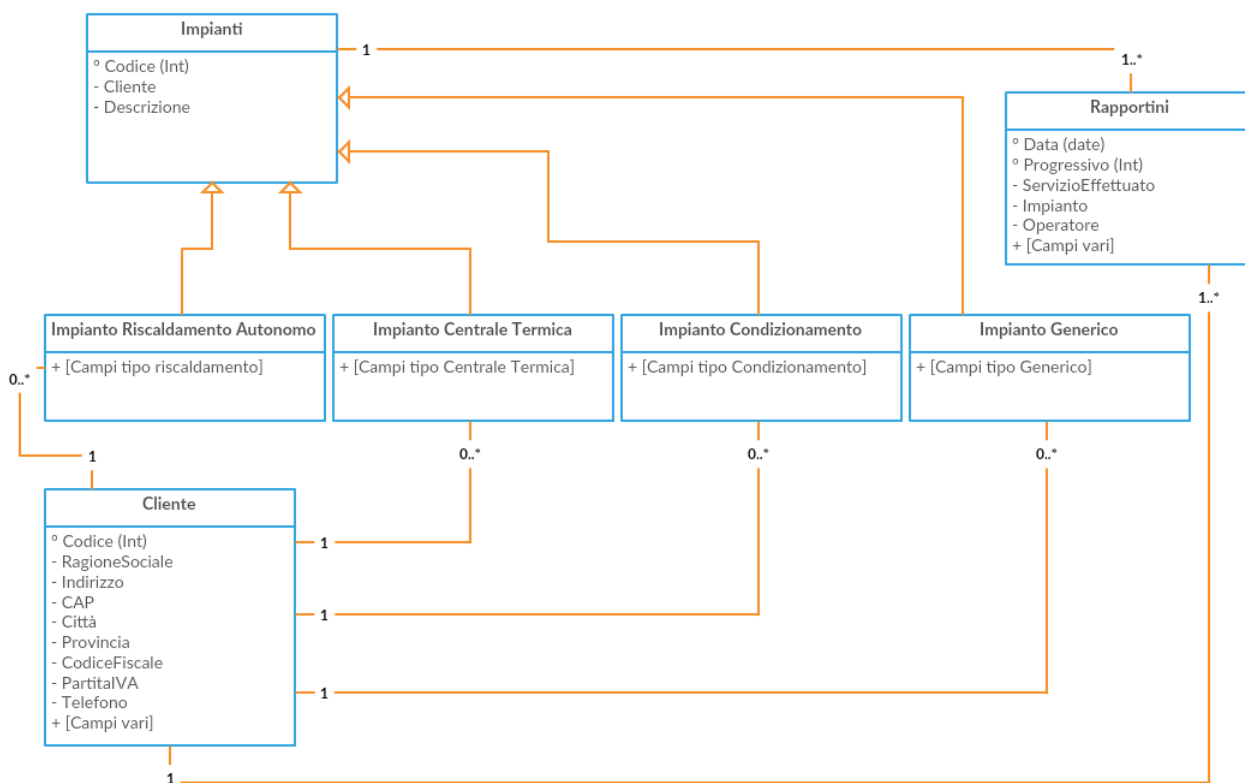 Impianti
º Codice (Int)
- Cliente
- Descrizione
1
1..*
Rapportini
º Data (date)
º Progressivo (Int)
- ServizioEffettuato
- Impianto
- Operatore
+ [Campi vari]
1..*
Impianto Riscaldamento Autonomo
+ [Campi tipo riscaldamento]
0..*
Impianto Centrale Termica
+ [Campi tipo Centrale Termica]
0..*
Impianto Condizionamento
+ [Campi tipo Condizionamento]
0..*
Impianto Generico
+ [Campi tipo Generico]
0..*
1
Cliente
º Codice (Int)
- RagioneSociale
- Indirizzo
- CAP
- Città
- Provincia
- CodiceFiscale
- PartitaIVA
- Telefono
+ [Campi vari]
1
1
1
1